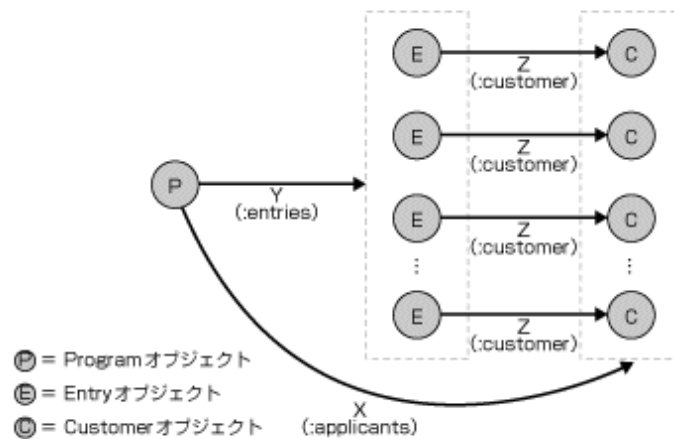 E
Z
(:customer)
C
E
Z
(:customer)
C
P
Y
(:entries)
E
Z
(:customer)
C
⋮
⋮
E
Z
(:customer)
C
Ⓟ = Programオブジェクト
Ⓔ = Entryオブジェクト
Ⓒ = Customerオブジェクト
X
(:applicants)